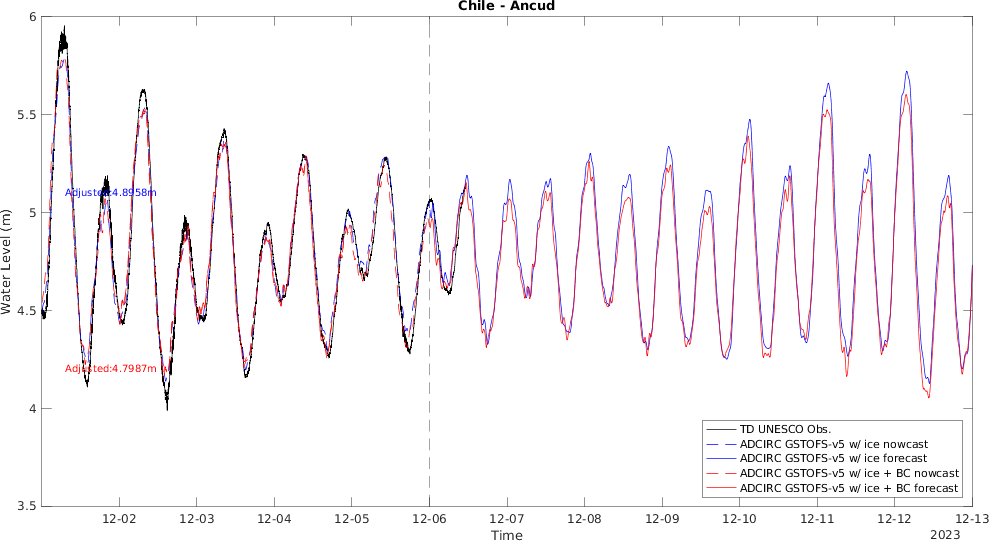 Chile - Ancud
6
5.5
5
4.5
4
3.5
Water Level (m)
Adjusted:4.8958m
Adjusted:4.7987m
TD UNESCO Obs.
ADCIRC GSTOFS-v5 w/ ice nowcast
ADCIRC GSTOFS-v5 w/ ice forecast
ADCIRC GSTOFS-v5 w/ ice + BC nowcast
ADCIRC GSTOFS-v5 w/ ice + BC forecast
12-02 12-03 12-04 12-05 12-06 12-07 12-08 12-09 12-10 12-11 12-12 12-13
Time
2023